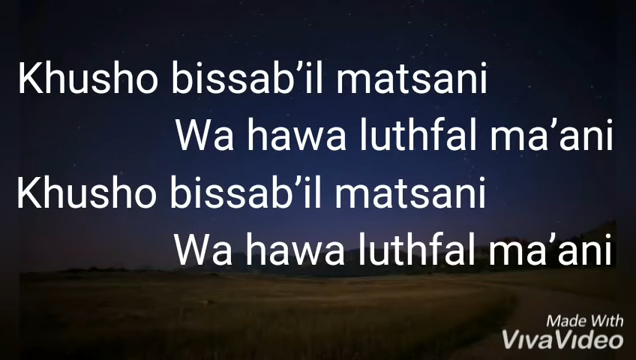 Khusho bissab’il matsani
Wa hawa luthfal ma’ani
Khusho bissab’il matsani
Wa hawa luthfal ma’ani
Made With
VivaVideo